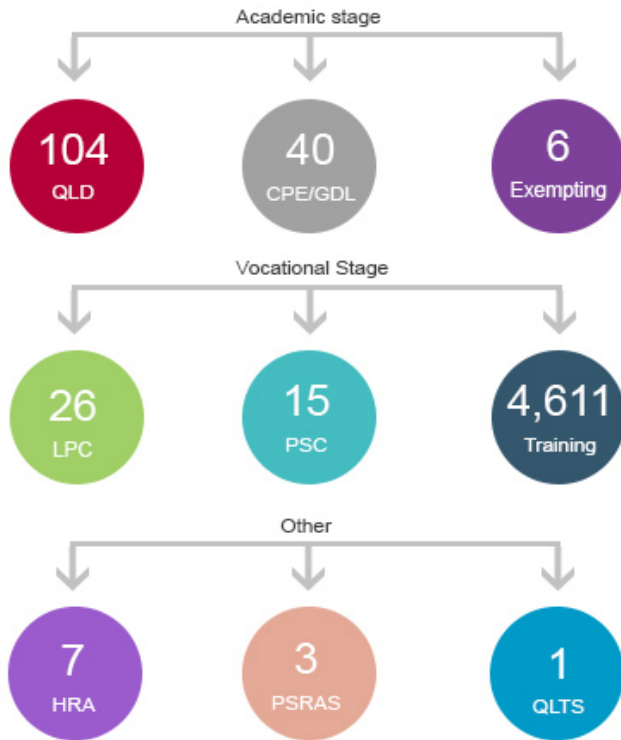 Academic stage
104
QLD
40
CPE/GDL
6
Exempting
Vocational Stage
26
LPC
15
PSC
4,611
Training
Other
7
HRA
3
PSRAS
1
QLTS